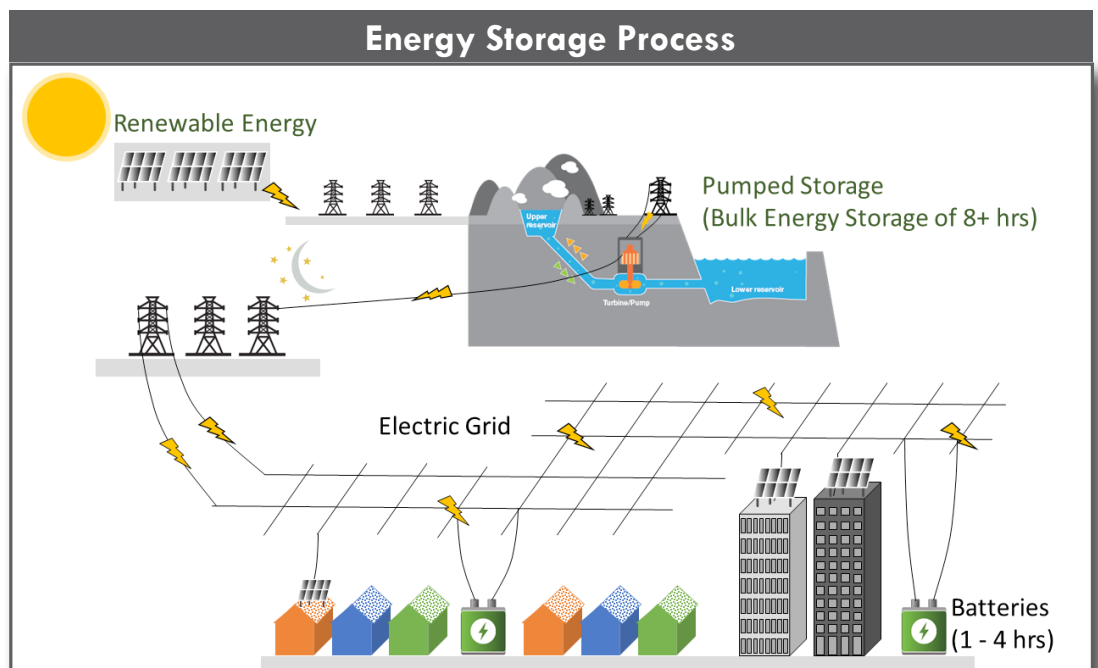 Energy Storage Process
Renewable Energy
Pumped Storage
(Bulk Energy Storage of 8+ hrs)
Upper
reservoir
Lower reservoir
Turbine/Pump
Electric Grid
Batteries
(1 - 4 hrs)